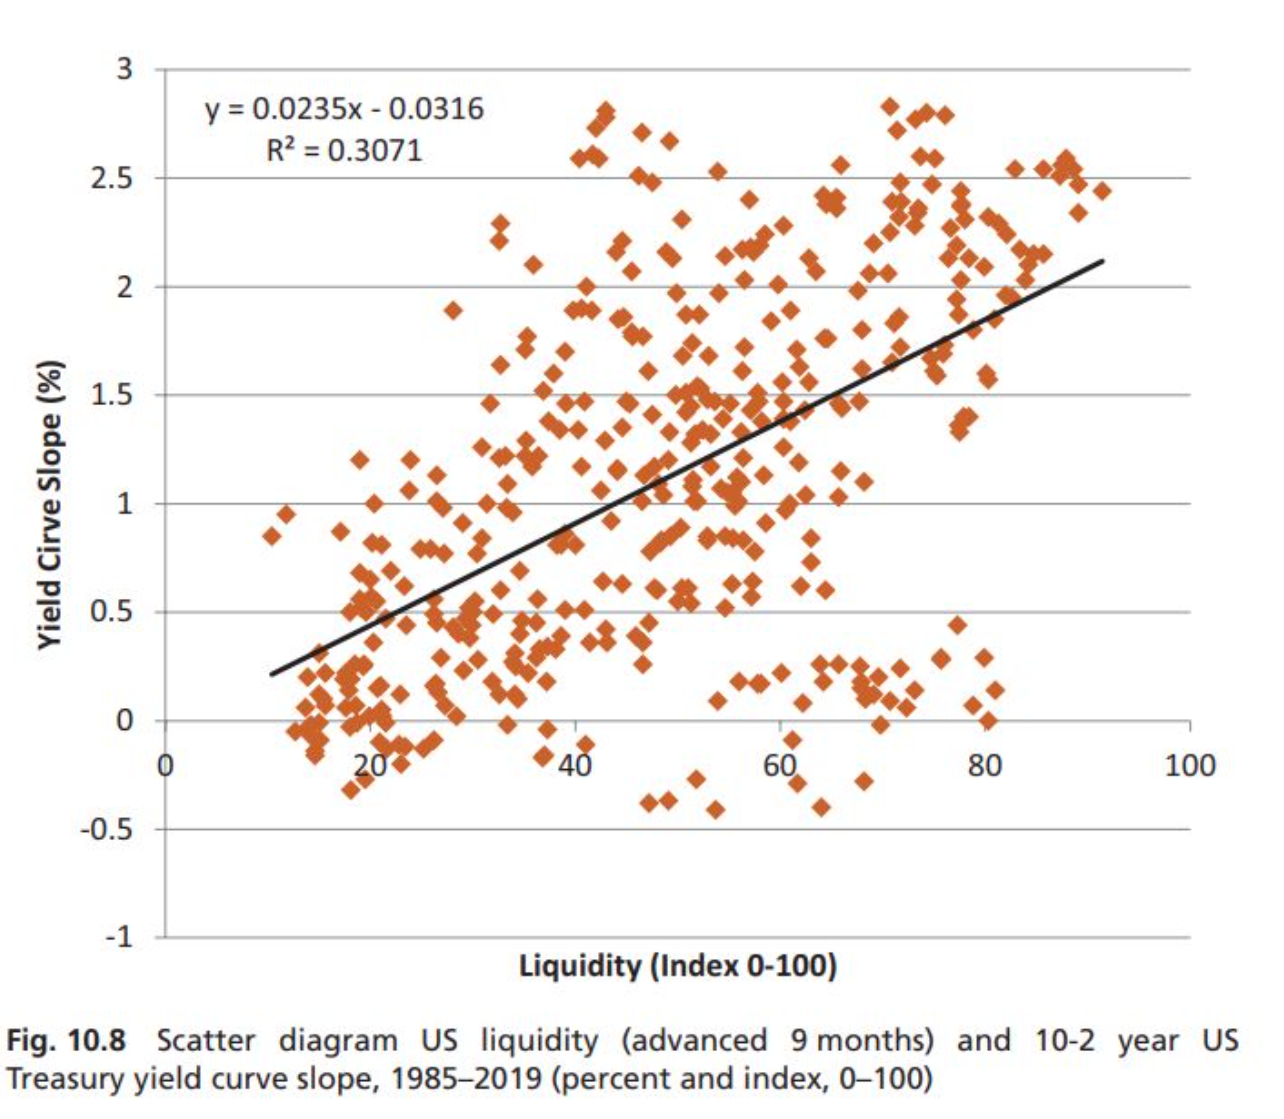 3
y = 0.0235x - 0.0316
R² = 0.3071
2.5
2
1.5
1
0.5
0
-0.5
-1
Yield Cirve Slope (%)
0 20 40 60 80 100
Liquidity (Index 0-100)
Fig. 10.8 Scatter diagram US liquidity (advanced 9 months) and 10-2 year US
Treasury yield curve slope, 1985–2019 (percent and index, 0–100)